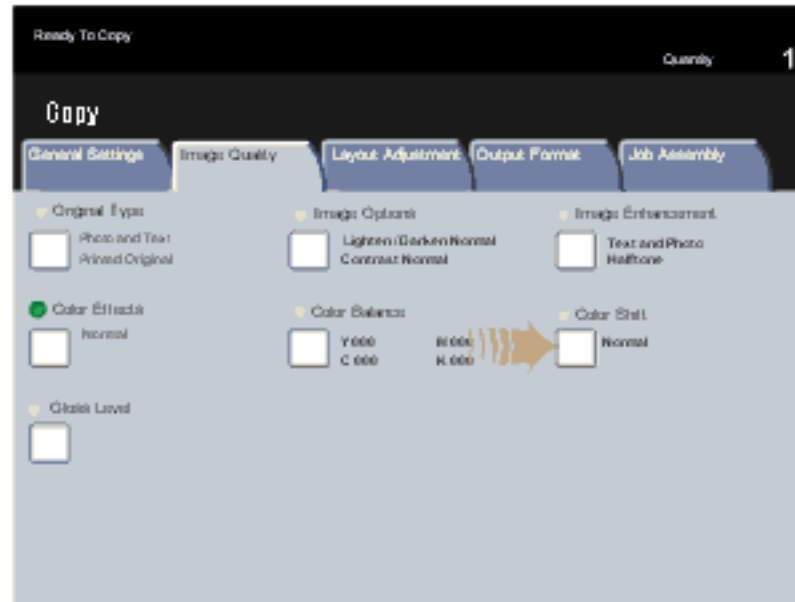 Ready To Copy
Quantity 1
Copy
General Settings Image Quality Layout Adjustment Output Format Job Assembly
Original Type Image Options Image Enhancement
Photo and Text Lighten/Darken Normal Text and Photo
Printed Original Contrast Normal Halftone
Color Effects Color Balance Color Shift
Normal Y 000 M 000 Normal
C 000 K 000
Gloss Level